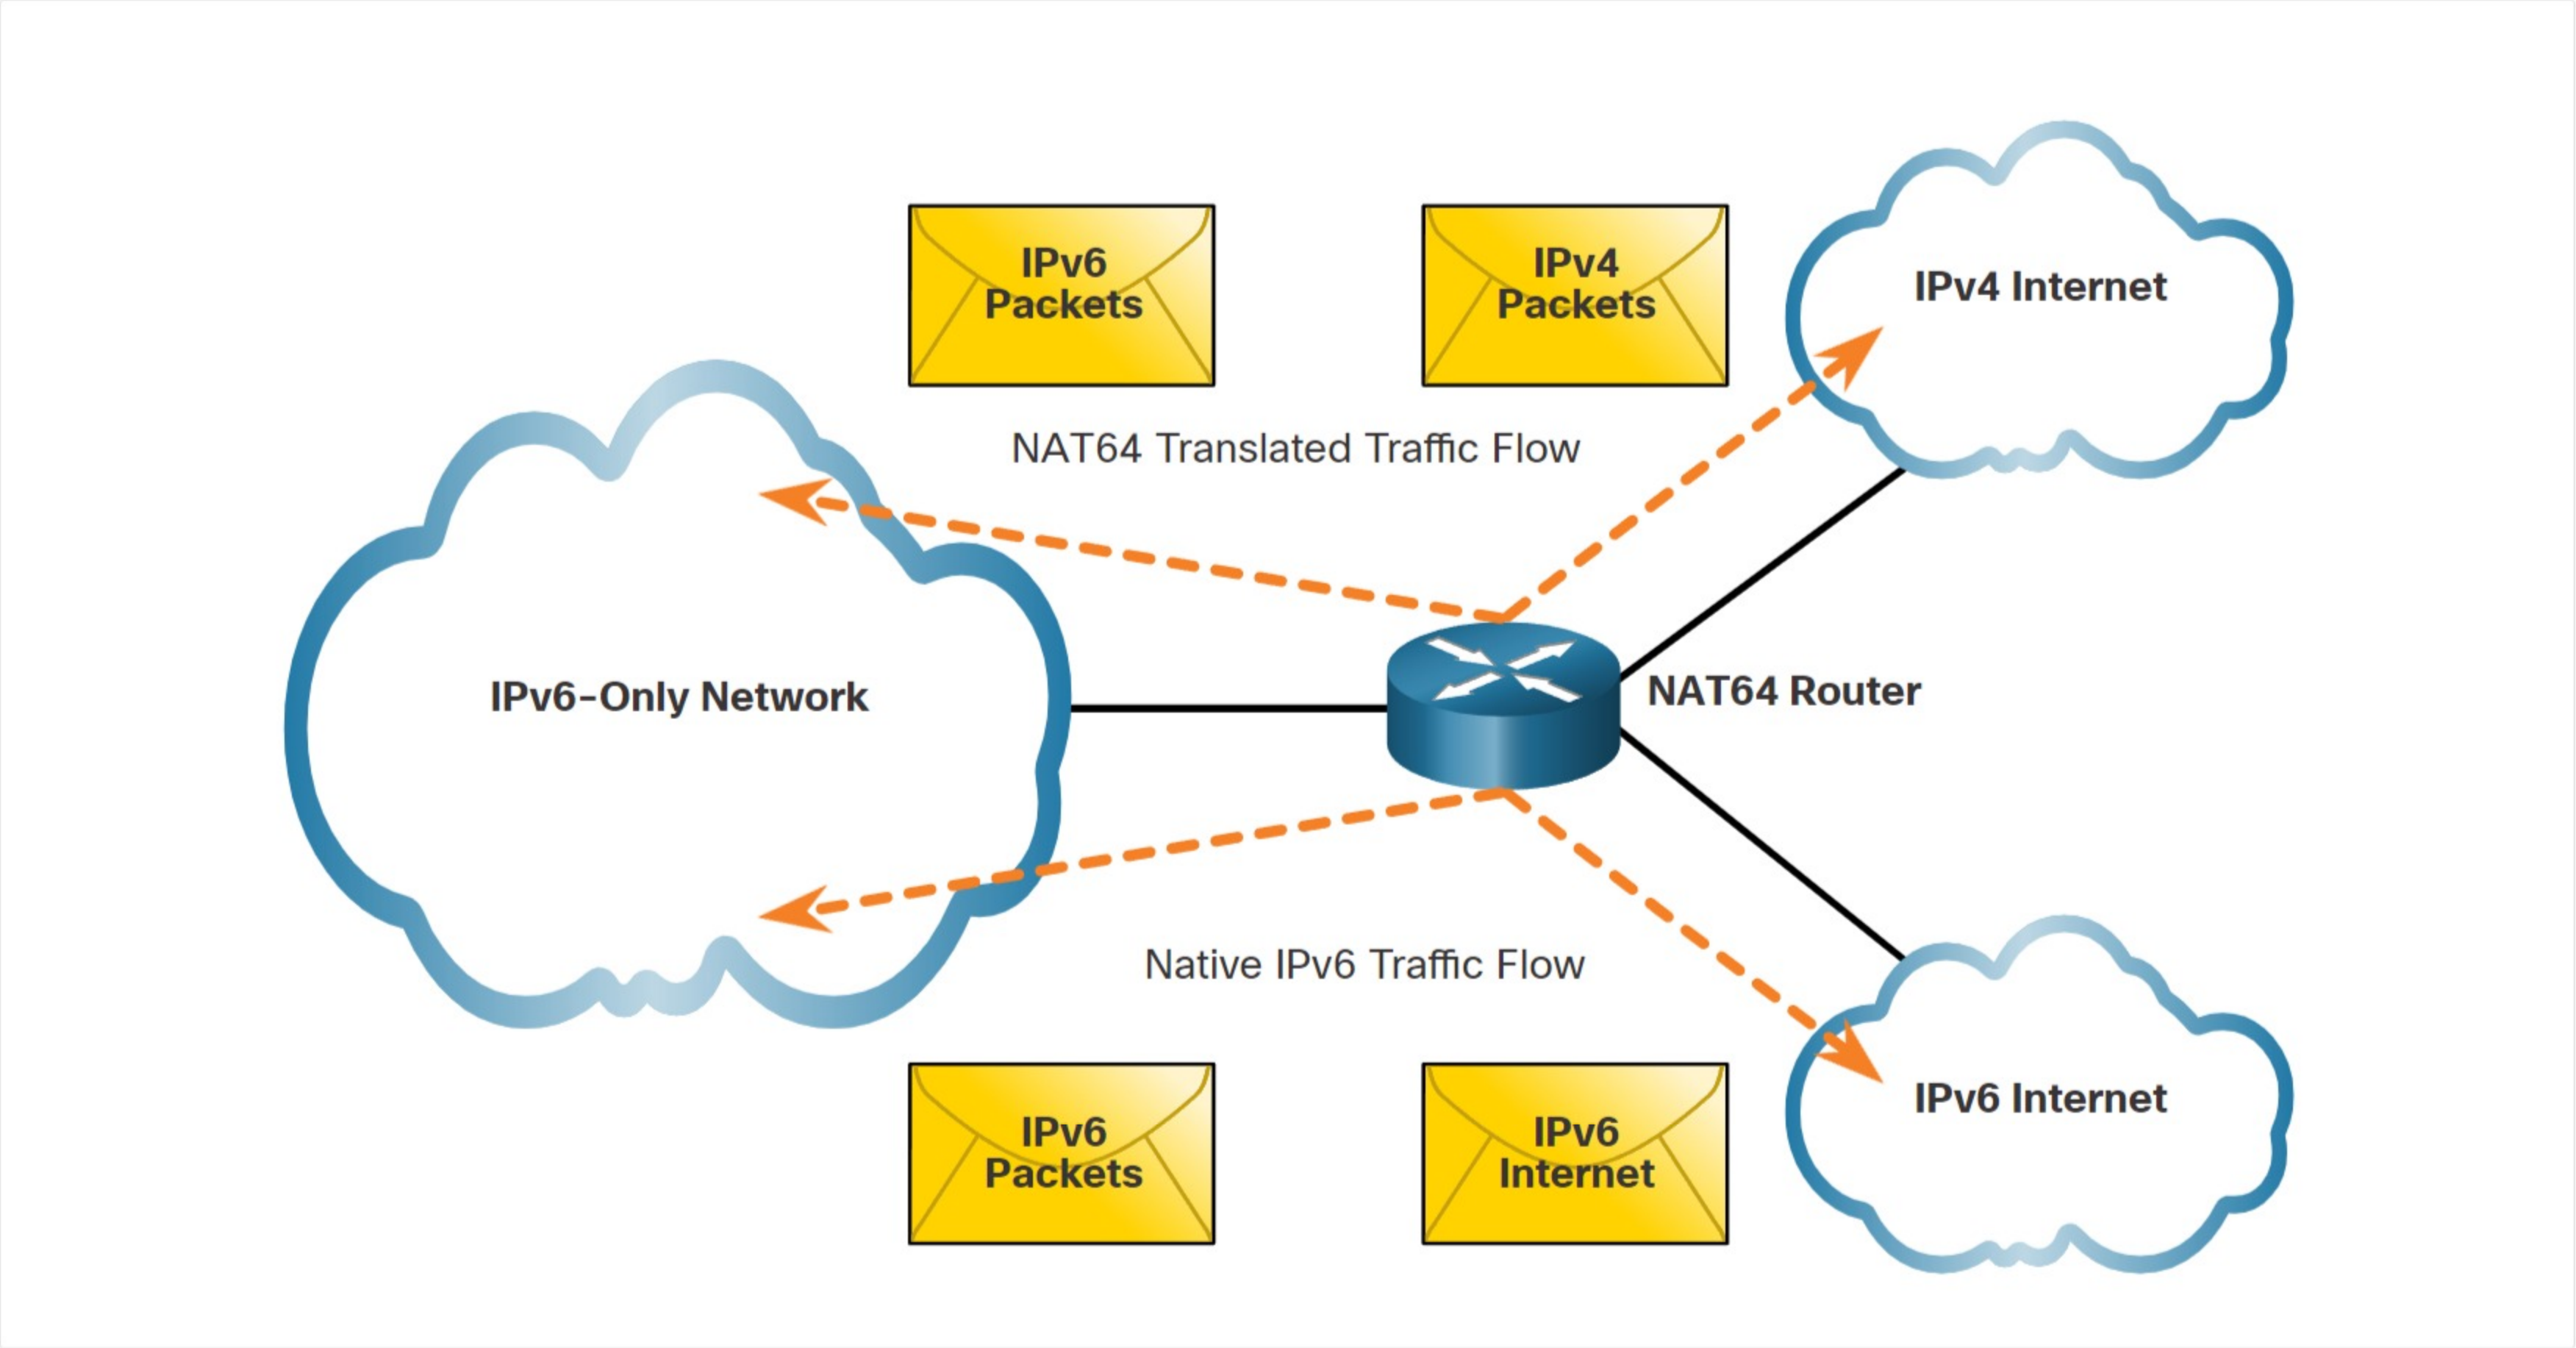 IPv6
Packets
IPv4
Packets
IPv4 Internet
NAT64 Translated Traffic Flow
IPv6-Only Network
NAT64 Router
Native IPv6 Traffic Flow
IPv6 Internet
IPv6
Packets
IPv6
Internet